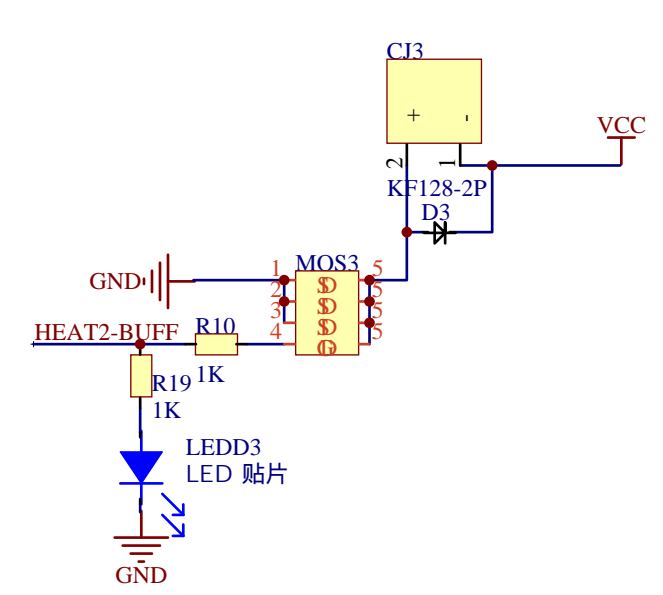 CJ3
+ -
VCC
2 1
KF128-2P
D3
MOS3
GND
1 S D 5
2 S D 5
3 S D 5
4 G D 5
HEAT2-BUFF
R10
1K
R19
1K
LEDD3
LED 贴片
GND